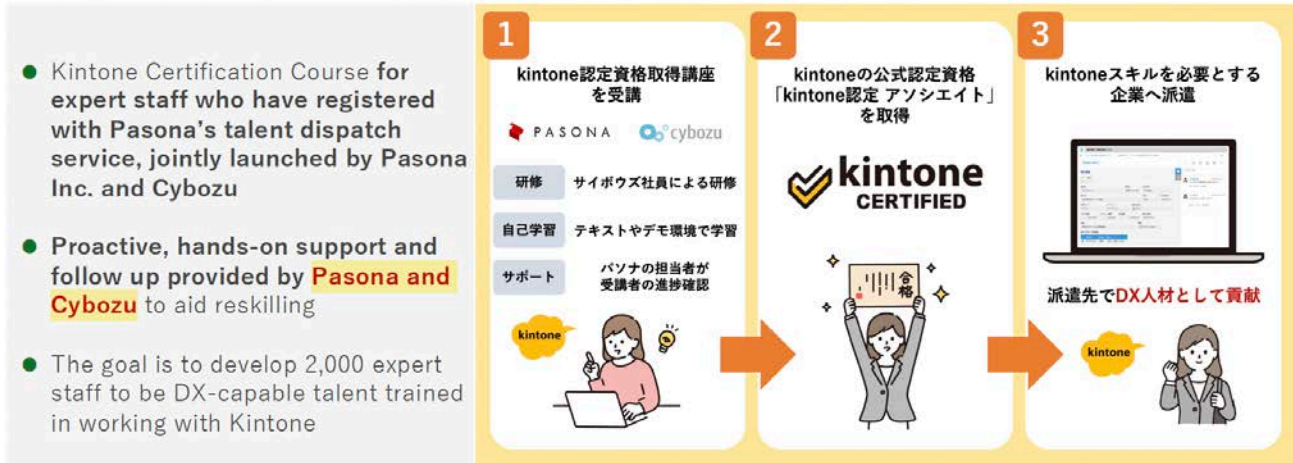 Kintone Certification Course for
expert staff who have registered
with Pasona's talent dispatch
service, jointly launched by Pasona
Inc. and Cybozu
Proactive, hands-on support and
follow up provided by Pasona and
Cybozu to aid reskilling
The goal is to develop 2,000 expert
staff to be DX-capable talent trained
in working with Kintone
1
kintone認定資格取得講座
を受講
PASONA cybozu
研修 サイボウズ社員による研修
自己学習 テキストやデモ環境で学習
サポート パソナの担当者が
受講者の進捗確認
kintone
2
kintoneの公式認定資格
「kintone認定 アソシエイト」
を取得
kintone
CERTIFIED
合格
3
kintoneスキルを必要とする
企業へ派遣
派遣先でDX人材として貢献
kintone